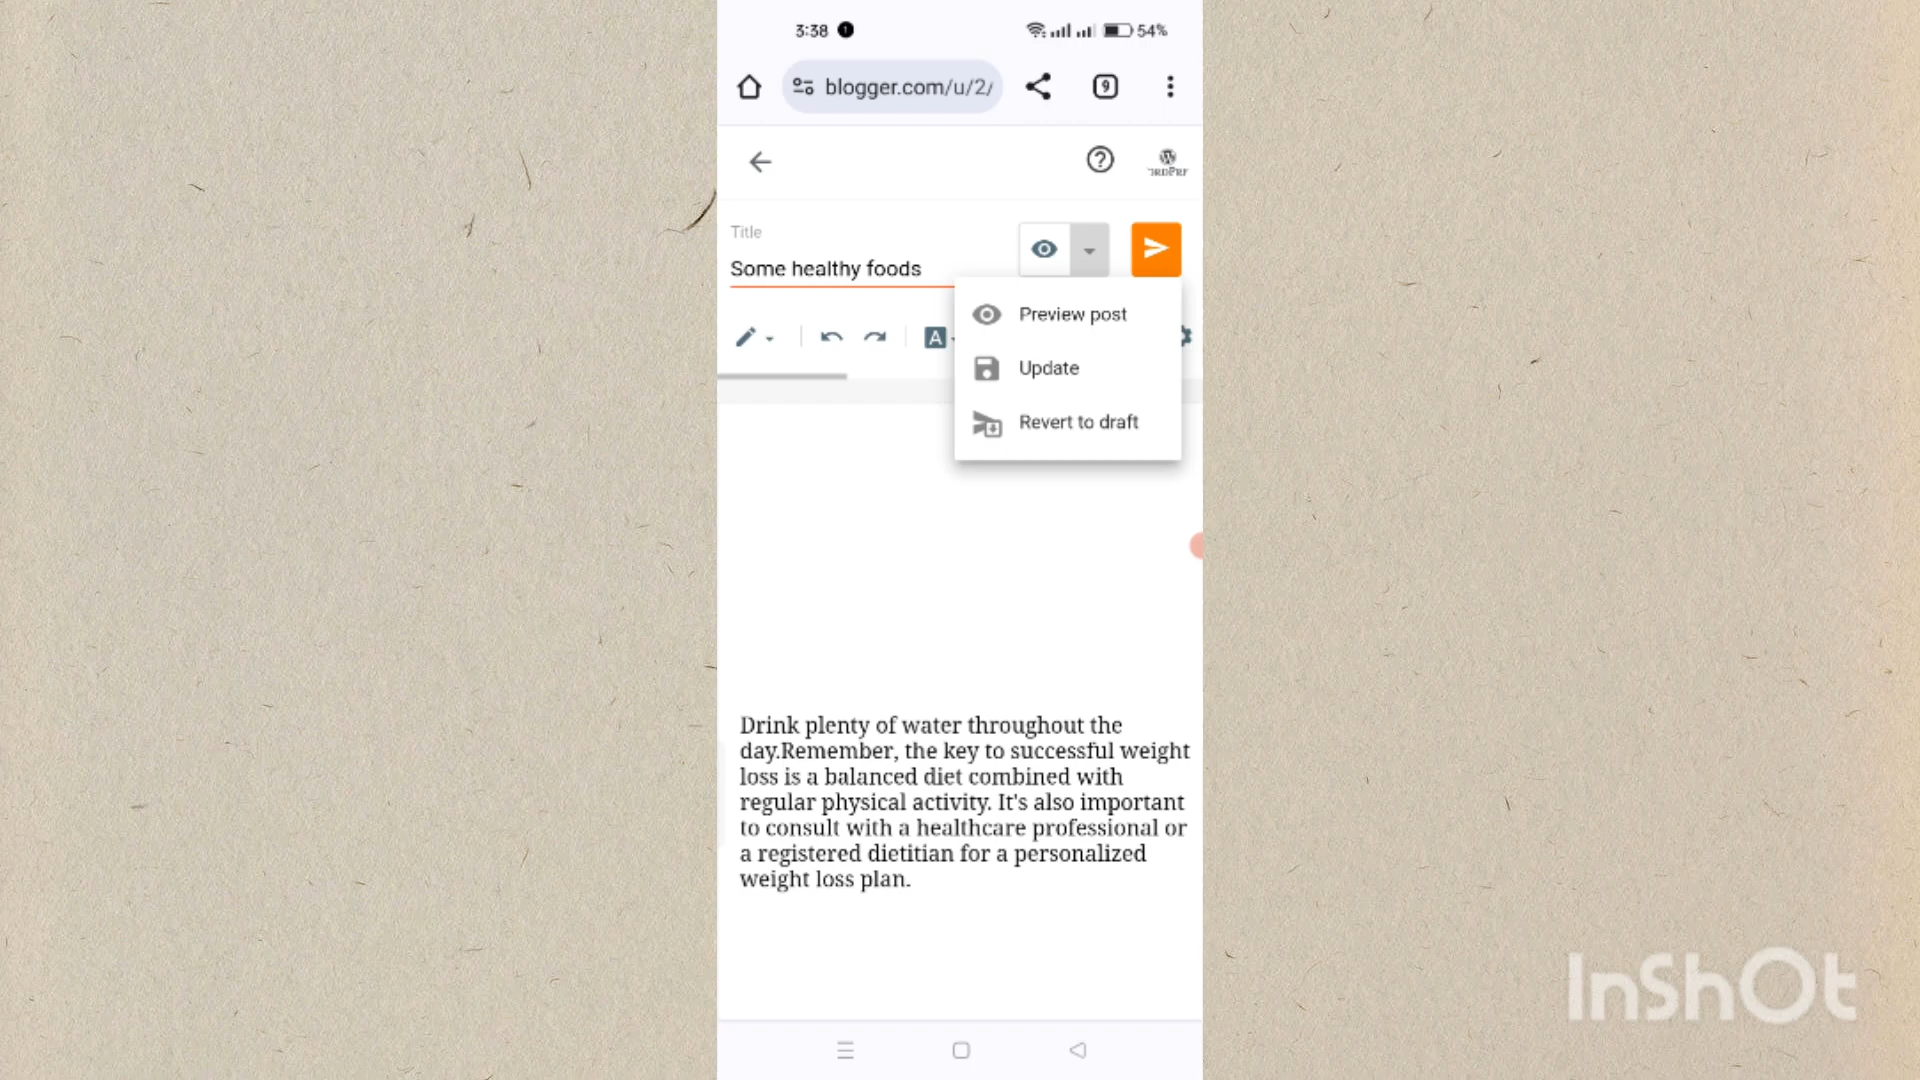 3:38
54%
blogger.com/u/2/
9
Title
Some healthy foods
A
Preview post
Update
Revert to draft
Drink plenty of water throughout the
day.Remember, the key to successful weight
loss is a balanced diet combined with
regular physical activity. It's also important
to consult with a healthcare professional or
a registered dietitian for a personalized
weight loss plan.
InShOt